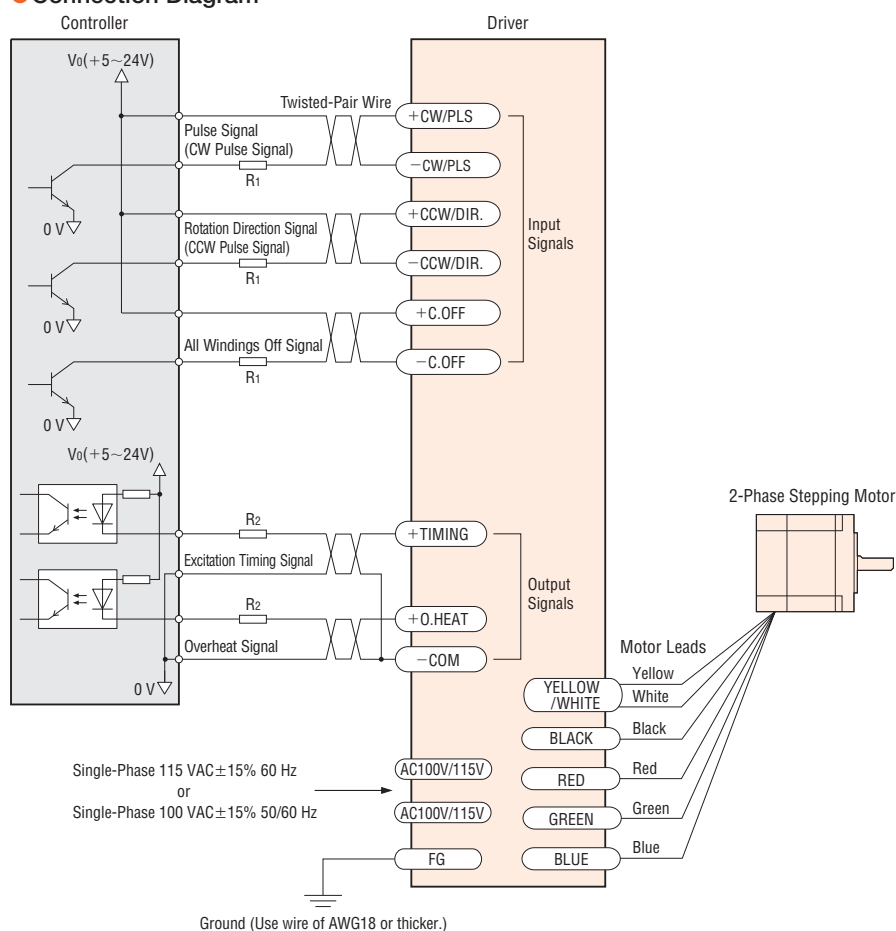 Connection Diagram
Controller
Driver
V0(+5~24V)
Twisted-Pair Wire
Pulse Signal
(CW Pulse Signal)
R1
0 V
+CW/PLS
−CW/PLS
Rotation Direction Signal
(CCW Pulse Signal)
R1
0 V
+CCW/DIR.
−CCW/DIR.
Input
Signals
All Windings Off Signal
R1
0 V
+C.OFF
−C.OFF
V0(+5~24V)
R2
Excitation Timing Signal
+TIMING
R2
Overheat Signal
0 V
+O.HEAT
−COM
Output
Signals
2-Phase Stepping Motor
Motor Leads
YELLOW
/WHITE
Yellow
White
BLACK
Black
RED
Red
GREEN
Green
BLUE
Blue
Single-Phase 115 VAC±15% 60 Hz
or
Single-Phase 100 VAC±15% 50/60 Hz
AC100V/115V
AC100V/115V
FG
Ground (Use wire of AWG18 or thicker.)